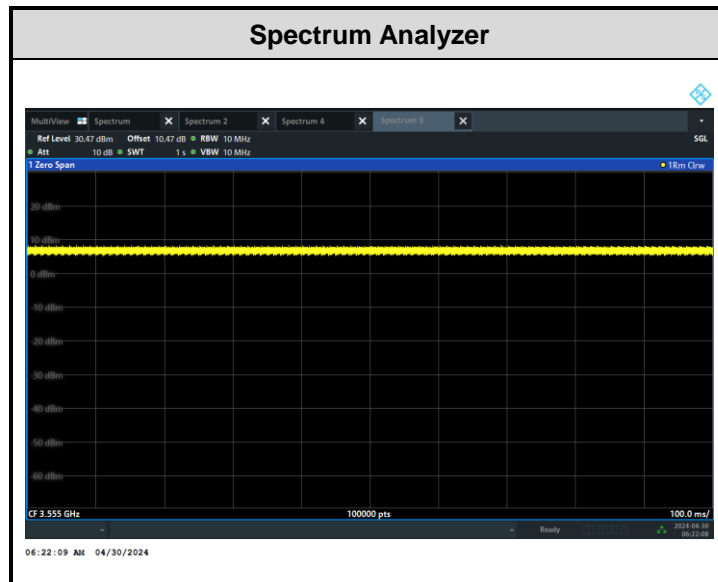 Spectrum Analyzer
MultiView Spectrum Spectrum 2 Spectrum 4 Spectrum 3
Ref Level 30.47 dBm Offset 10.47 dB RBW 10 MHz SGL
Att 10 dB SWT 1 s VBW 10 MHz
1 Zero Span 1Rm Clrw
20 dBm
10 dBm
0 dBm
-10 dBm
-20 dBm
-30 dBm
-40 dBm
-50 dBm
-60 dBm
CF 3.555 GHz 100000 pts 100.0 ms/
Ready 2024-04-30
06:22:08
06:22:09 AM 04/30/2024